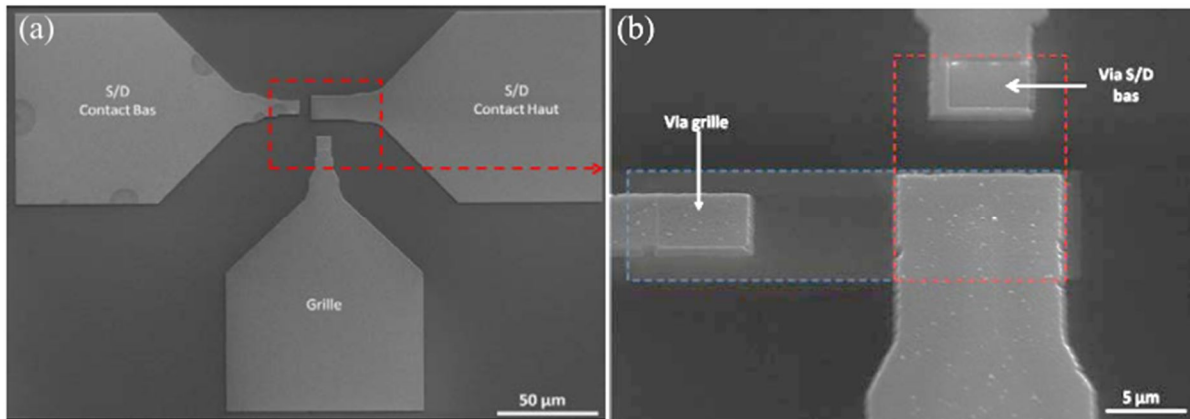 (a)
S/D
Contact Bas
S/D
Contact Haut
Grille
50 µm
(b)
Via S/D
bas
Via grille
5 µm